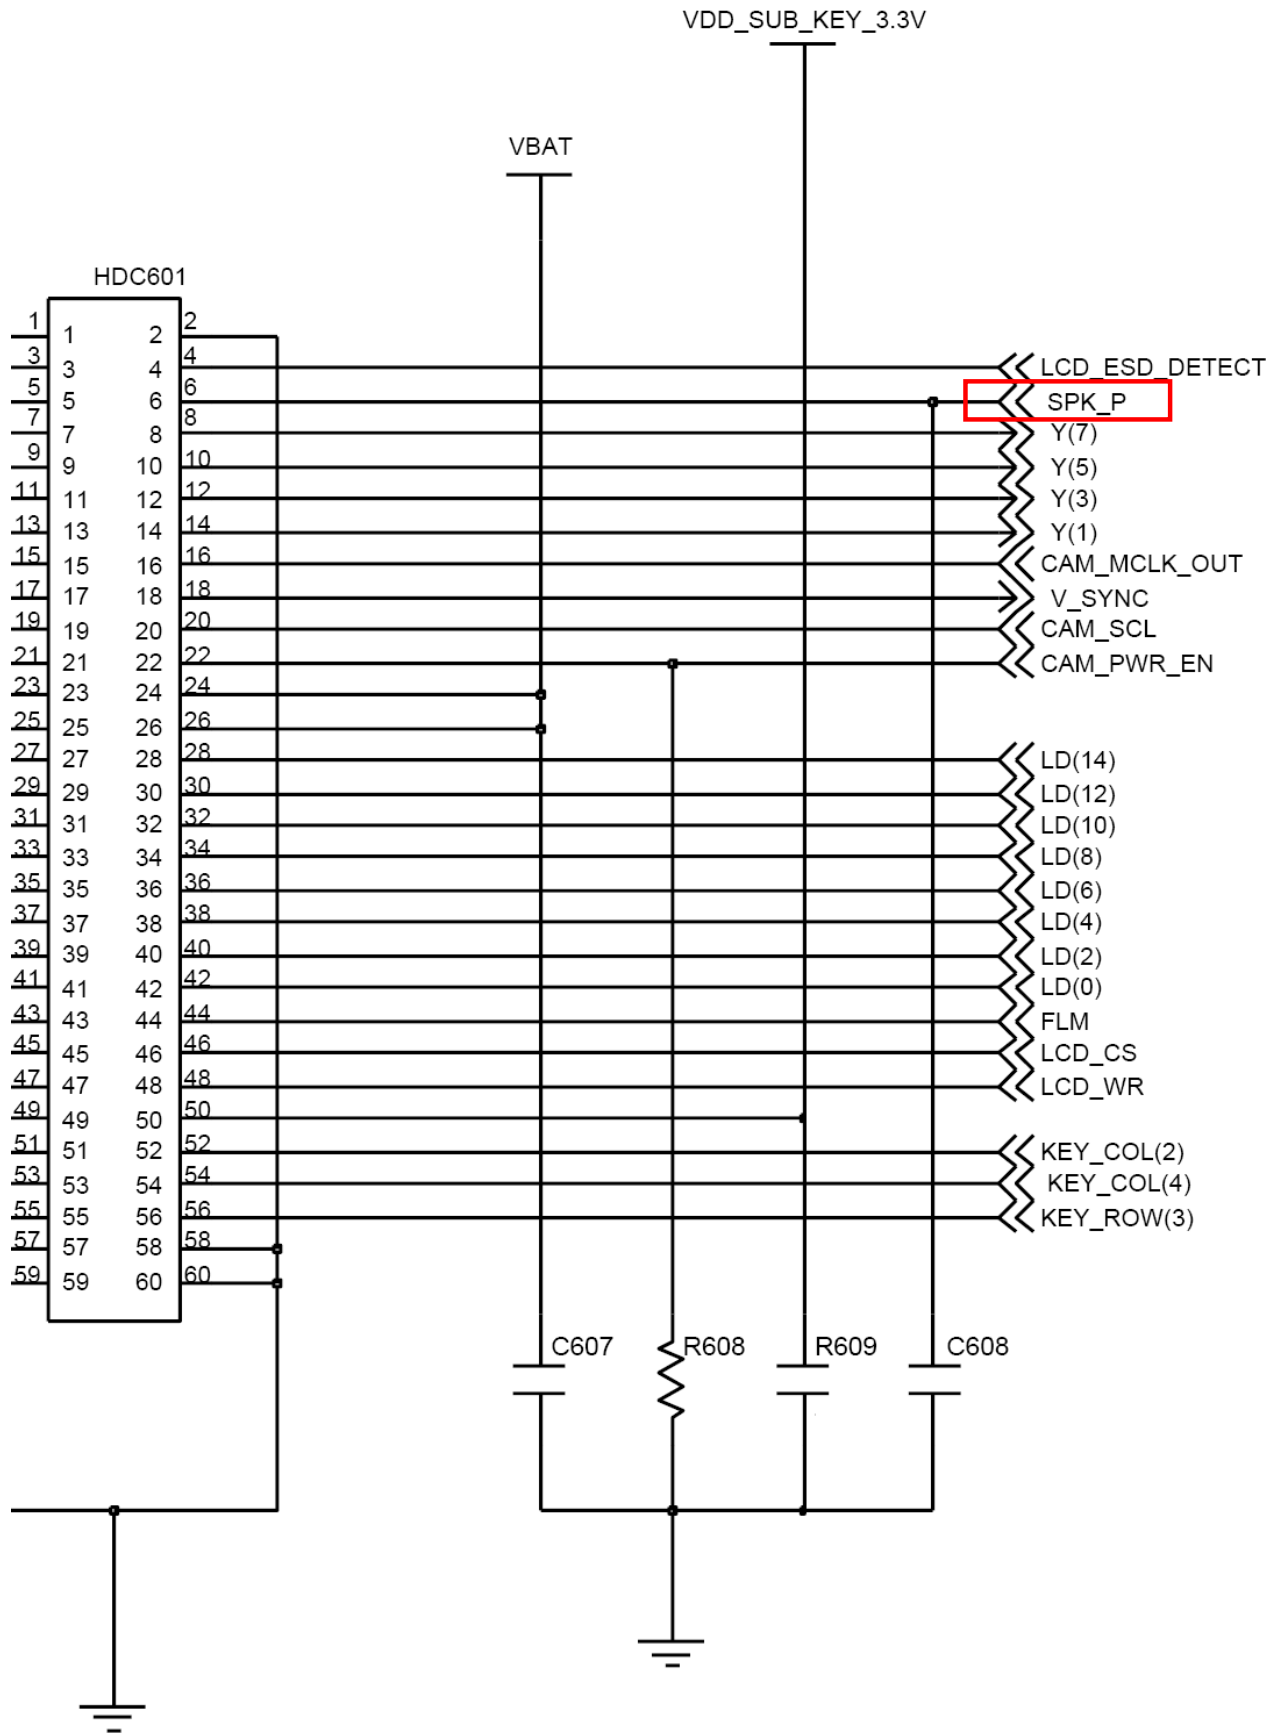 VDD_SUB_KEY_3.3V
VBAT
HDC601
1 1 2 2
3 3 4 4 LCD_ESD_DETECT
5 5 6 6 SPK_P
7 7 8 8 Y(7)
9 9 10 10 Y(5)
11 11 12 12 Y(3)
13 13 14 14 Y(1)
15 15 16 16 CAM_MCLK_OUT
17 17 18 18 V_SYNC
19 19 20 20 CAM_SCL
21 21 22 22 CAM_PWR_EN
23 23 24 24
25 25 26 26
27 27 28 28 LD(14)
29 29 30 30 LD(12)
31 31 32 32 LD(10)
33 33 34 34 LD(8)
35 35 36 36 LD(6)
37 37 38 38 LD(4)
39 39 40 40 LD(2)
41 41 42 42 LD(0)
43 43 44 44 FLM
45 45 46 46 LCD_CS
47 47 48 48 LCD_WR
49 49 50 50
51 51 52 52 KEY_COL(2)
53 53 54 54 KEY_COL(4)
55 55 56 56 KEY_ROW(3)
57 57 58 58
59 59 60 60
C607 R608 R609 C608